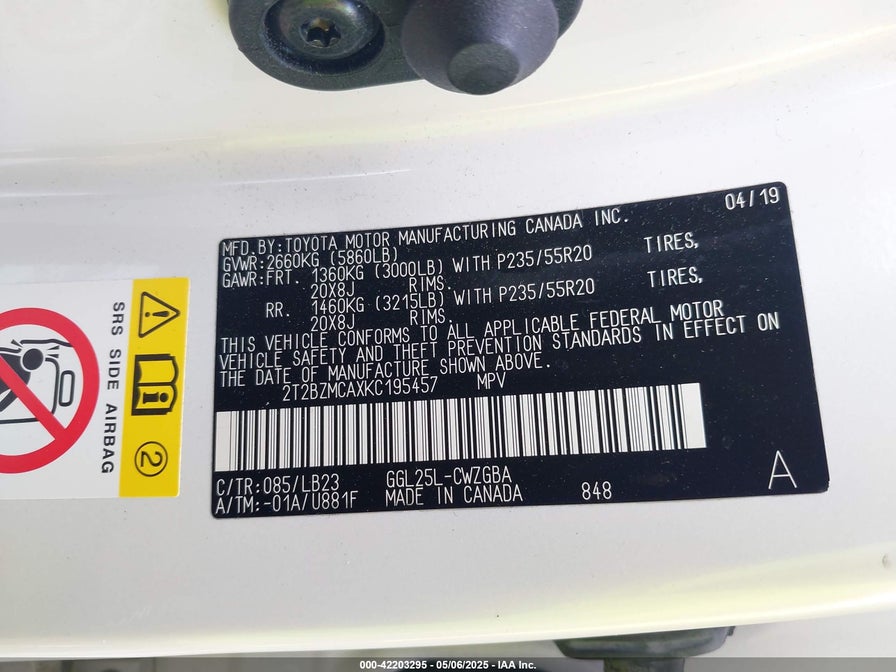 04/19
MFD.BY:TOYOTA MOTOR MANUFACTURING CANADA INC.
GVWR:2660KG (5860LB)
GAWR:FRT. 1360KG (3000LB) WITH P235/55R20 TIRES,
20X8J RIMS.
RR. 1460KG (3215LB) WITH P235/55R20 TIRES,
20X8J RIMS.
THIS VEHICLE CONFORMS TO ALL APPLICABLE FEDERAL MOTOR
VEHICLE SAFETY AND THEFT PREVENTION STANDARDS IN EFFECT ON
THE DATE OF MANUFACTURE SHOWN ABOVE.
2T2BZMCAXKC195457 MPV
C/TR:085/LB23 GGL25L-CWZGBA
A/TM:-01A/U881F MADE IN CANADA 848
A
SRS SIDE AIRBAG
2
000-42203295 - 05/06/2025 - IAA Inc.